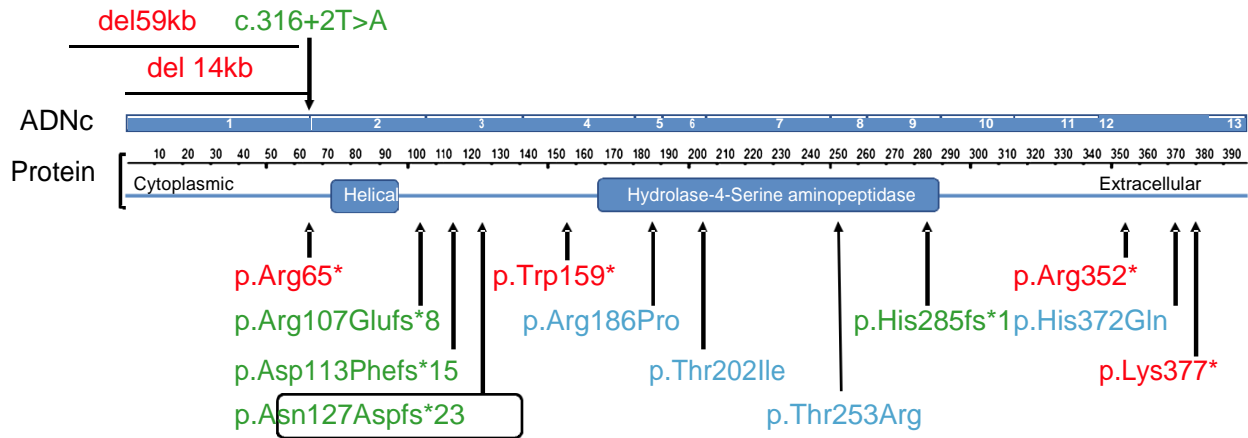 del59kb c.316+2T>A
del 14kb
ADNc 1 2 3 4 5 6 7 8 9 10 11 12 13
Protein 10 20 30 40 50 60 70 80 90 100 110 120 130 140 150 160 170 180 190 200 210 220 230 240 250 260 270 280 290 300 310 320 330 340 350 360 370 380 390
Cytoplasmic Helical Hydrolase-4-Serine aminopeptidase Extracellular
p.Arg65* p.Trp159* p.Arg352*
p.Arg107Glufs*8 p.Arg186Pro p.His285fs*1 p.His372Gln
p.Asp113Phefs*15 p.Thr202Ile p.Lys377*
p.Asn127Aspfs*23 p.Thr253Arg